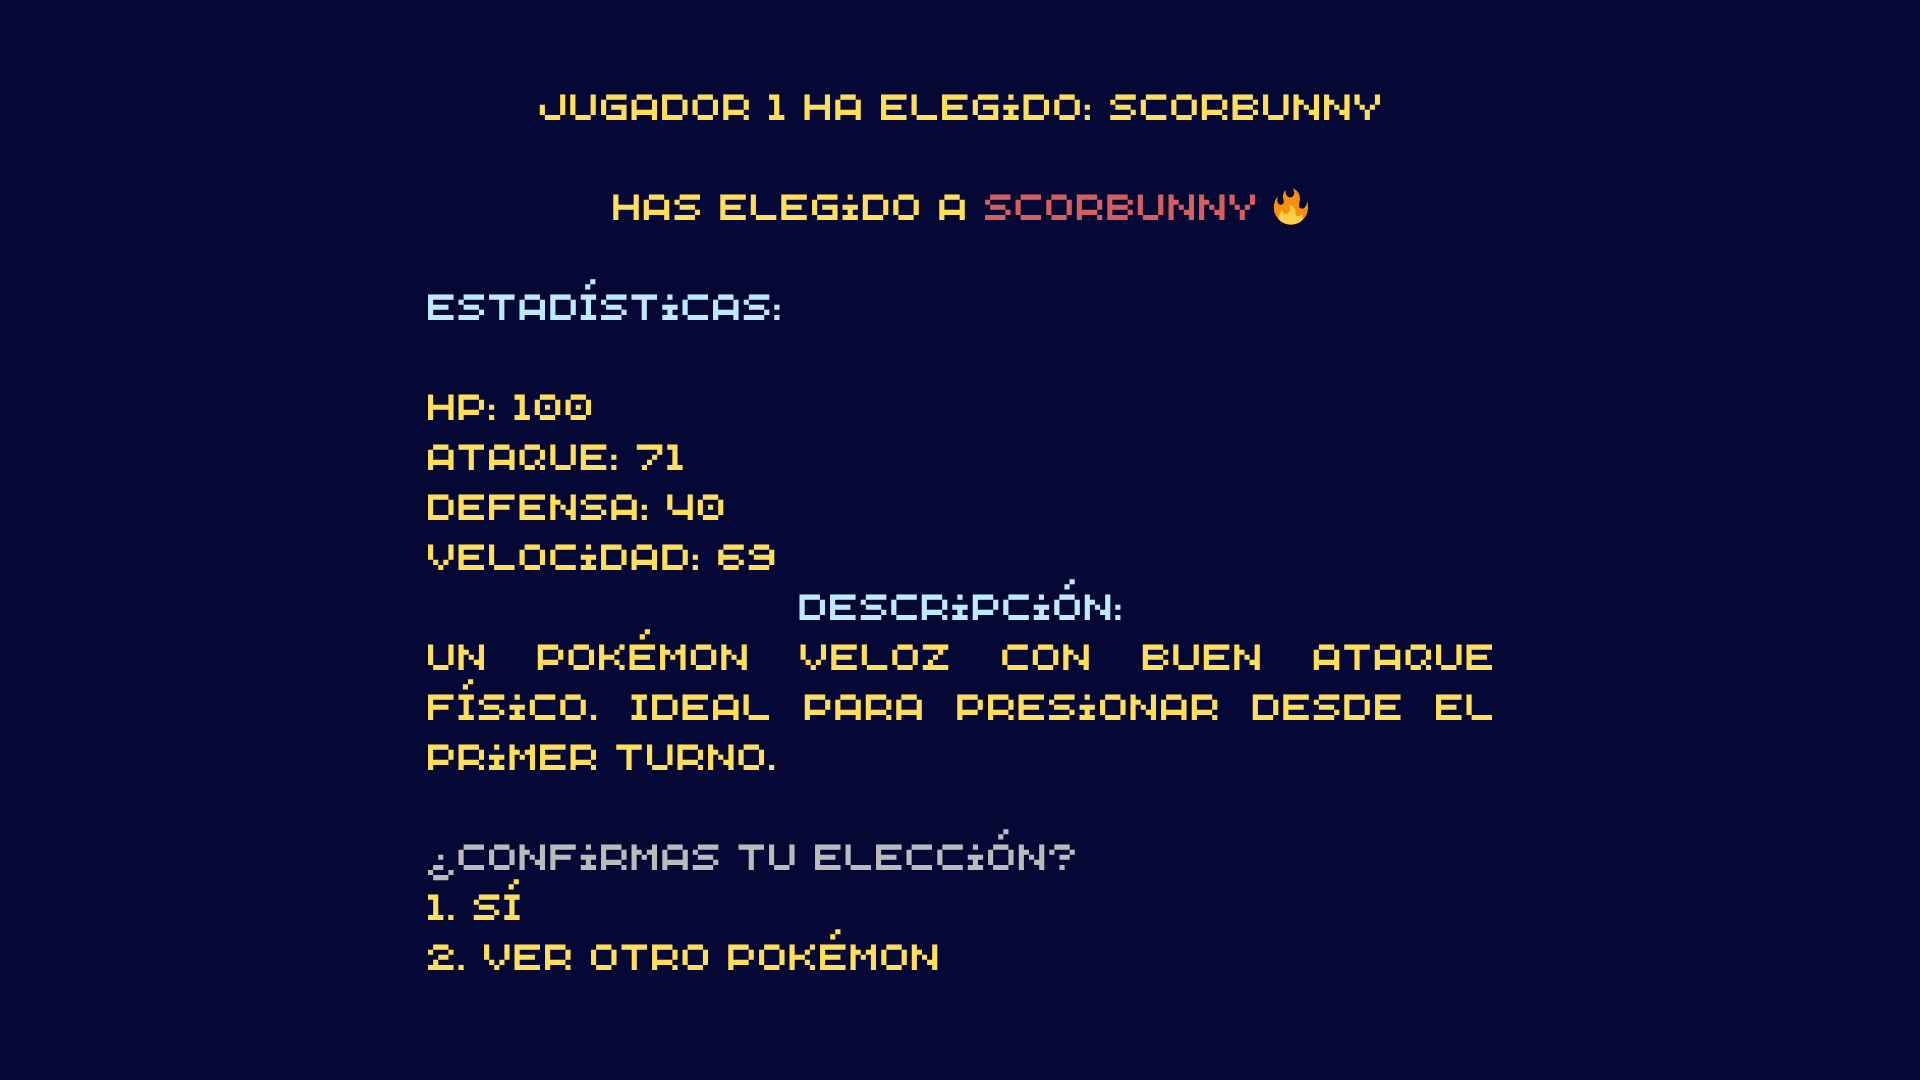 JUGADOR 1 HA ELEGIDO: SCORBUNNY
HAS ELEGIDO A SCORBUNNY 🔥
ESTADÍSTICAS:
HP: 100
ATAQUE: 71
DEFENSA: 40
VELOCIDAD: 69
DESCRIPCIÓN:
UN POKÉMON VELOZ CON BUEN ATAQUE
FÍSICO. IDEAL PARA PRESIONAR DESDE EL
PRIMER TURNO.
¿CONFIRMAS TU ELECCIÓN?
1. SÍ
2. VER OTRO POKÉMON